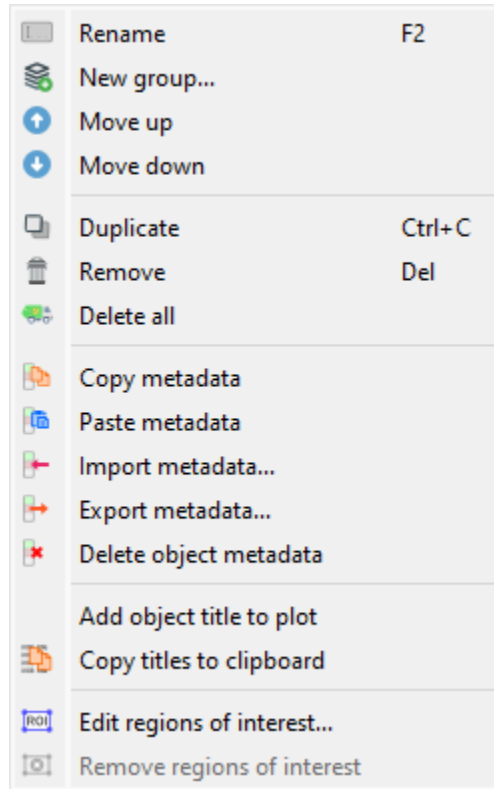 Rename F2
New group...
Move up
Move down
Duplicate Ctrl+C
Remove Del
Delete all
Copy metadata
Paste metadata
Import metadata...
Export metadata...
Delete object metadata
Add object title to plot
Copy titles to clipboard
ROI Edit regions of interest...
Remove regions of interest